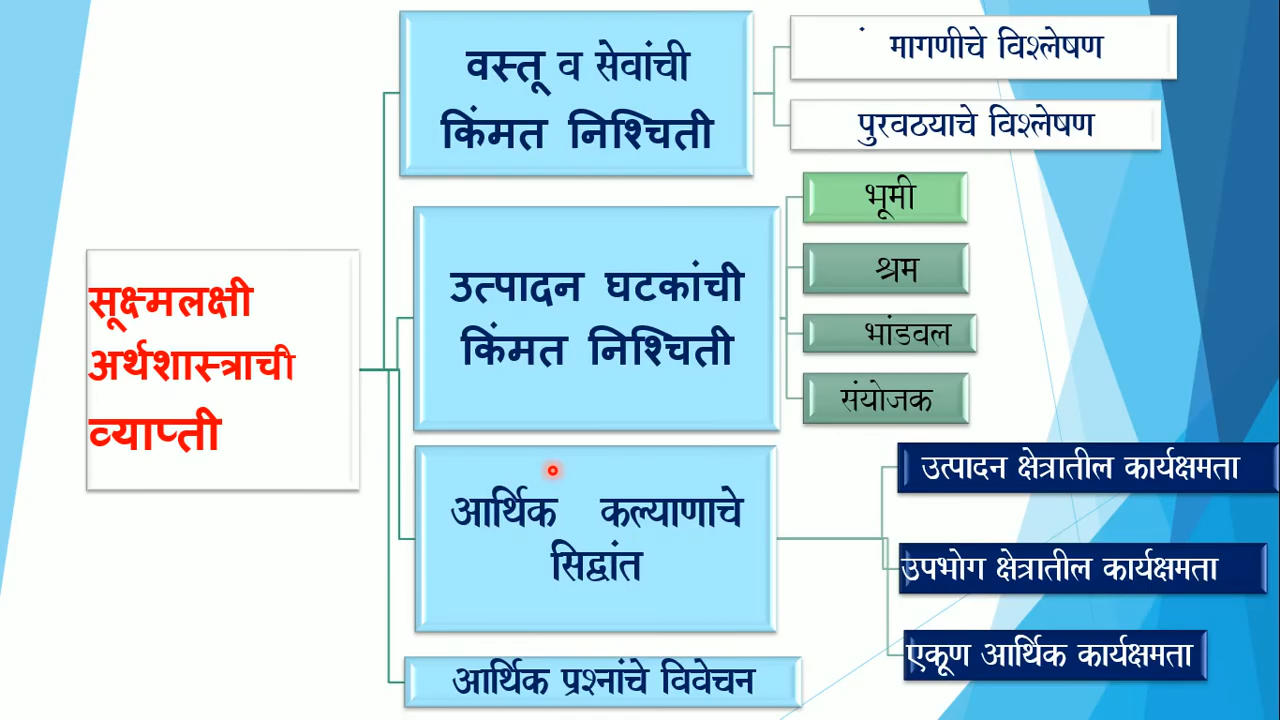 सूक्ष्मलक्षी
अर्थशास्त्राची
व्याप्ती
वस्तू व सेवांची
किंमत निश्चिती
मागणीचे विश्लेषण
पुरवठयाचे विश्लेषण
उत्पादन घटकांची
किंमत निश्चिती
भूमी
श्रम
भांडवल
संयोजक
आर्थिक कल्याणाचे
सिद्वांत
उत्पादन क्षेत्रातील कार्यक्षमता
उपभोग क्षेत्रातील कार्यक्षमता
एकूण आर्थिक कार्यक्षमता
आर्थिक प्रश्नांचे विवेचन